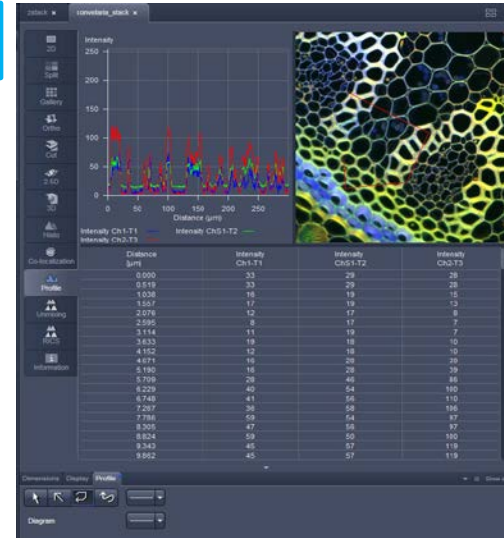 zstack × convellaria_stack ×
2D
Split
Gallery
Ortho
Cut
2.5D
3D
Histo
Co-localization
Profile
Unmixing
RICS
Information
Intensity
250
200
150
100
50
0
0 50 100 150 200 250
Distance (µm)
Intensity Ch1-T1 Intensity ChS1-T2
Intensity Ch2-T3
Distance [µm] Intensity Ch1-T1 Intensity ChS1-T2 Intensity Ch2-T3
0.000 33 29 28
0.519 33 29 28
1.038 16 19 15
1.557 17 19 13
2.076 12 17 8
2.595 8 17 7
3.114 11 19 7
3.633 19 18 10
4.152 12 18 10
4.671 16 28 39
5.190 16 28 39
5.709 28 46 86
6.229 40 54 100
6.748 41 56 110
7.267 36 58 106
7.786 59 54 97
8.305 47 56 97
8.824 59 50 100
9.343 45 57 119
9.862 45 57 119
Dimensions Display Profile
Diagram